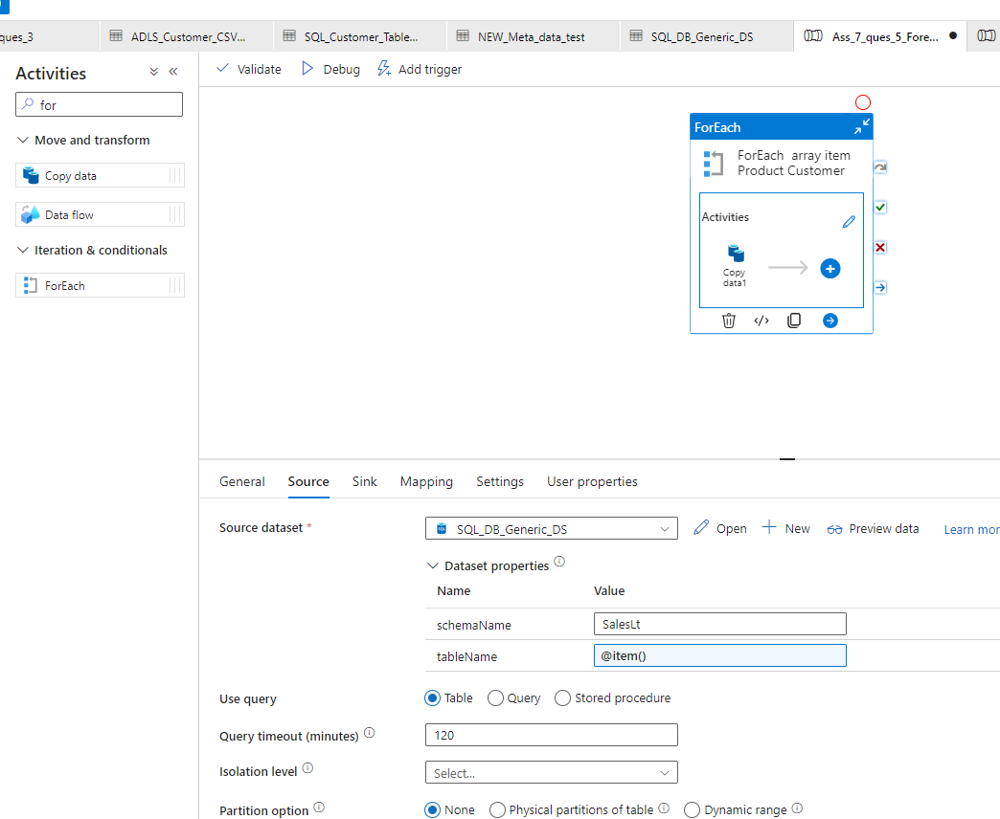 ques_3
ADLS_Customer_CSV...
SQL_Customer_Table...
NEW_Meta_data_test
SQL_DB_Generic_DS
Ass_7_ques_5_Fore...
Activities
Validate
Debug
Add trigger
for
Move and transform
Copy data
Data flow
Iteration & conditionals
ForEach
ForEach
ForEach array item
Product Customer
Activities
Copy
data1
General
Source
Sink
Mapping
Settings
User properties
Source dataset *
SQL_DB_Generic_DS
Open
New
Preview data
Learn mor
Dataset properties
Name
Value
schemaName
SalesLt
tableName
@item()
Use query
Table
Query
Stored procedure
Query timeout (minutes)
120
Isolation level
Select...
Partition option
None
Physical partitions of table
Dynamic range